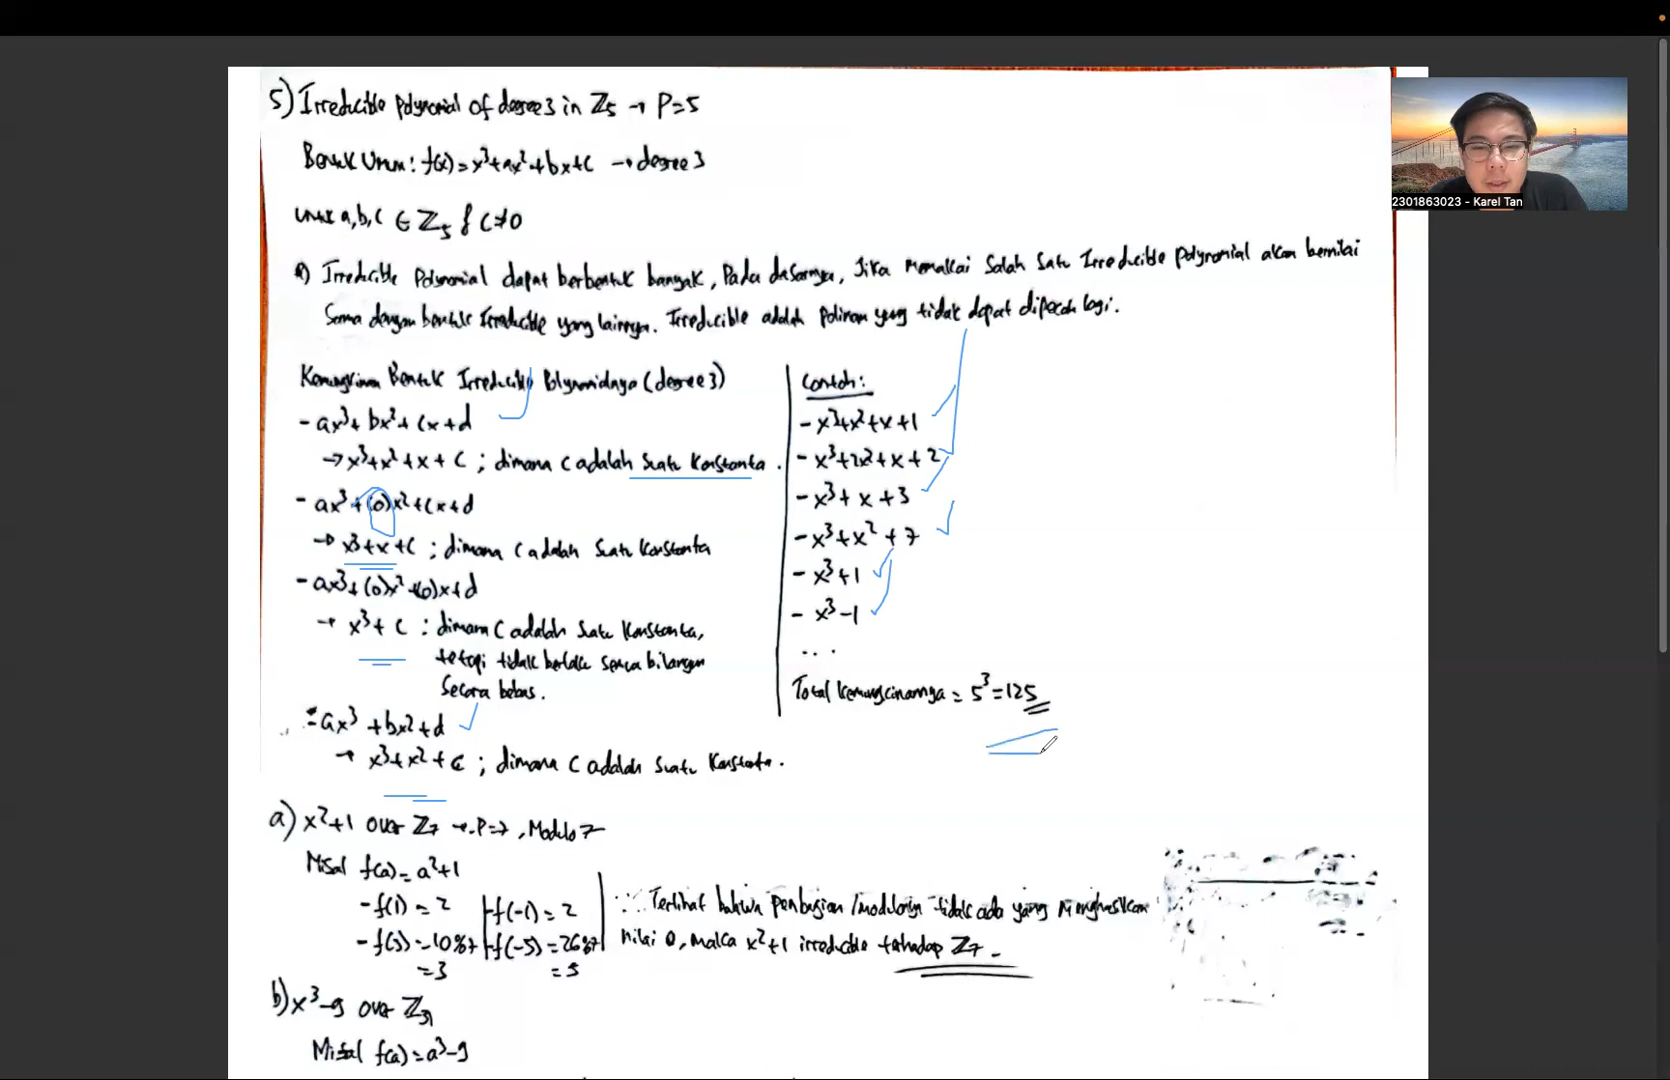 5) Irreducible Polynomial of degree 3 in ℤ₅ → P=5
Bentuk Umum: f(x) = x³+ax²+bx+c → degree 3
untuk a,b,c ∈ ℤ₅ & c≠0
Irreducible Polynomial dapat berbentuk banyak, Pada dasarnya, Jika memakai Salah Satu Irreducible polynomial akan bernilai
Sama dengan bentuk Irreducible yang lainnya. Irreducible adalah Polinom yang tidak dapat dipecah lagi.
Kemungkinan Bentuk Irreducible Polynomialnya (degree 3)
- ax³+ bx²+ cx+d
→ x³+x²+x+ C ; dimana C adalah Suatu Konstanta.
- ax³+(0)x²+cx+d
→ x³+x+C ; dimana C adalah Suatu Konstanta
- ax³+(0)x²+(0)x+d
→ x³+ C : dimana C adalah Suatu Konstanta,
tetapi tidak berlaku semua bilangan
Secara bebas.
- ax³ +bx²+d
→ x³+x²+C ; dimana C adalah Suatu Konstanta.
Contoh:
- x³+x²+x+1
- x³+2x²+x+2
- x³+ x +3
- x³+x²+7
- x³+1
- x³-1
...
Total Kemungkinannya = 5³=125
a) x²+1 over ℤ₇ → P=7, Modulo 7
Misal f(a) = a²+1
- f(1) = 2
- f(3) = 10%7
= 3
- f(-1) = 2
- f(-5) = 26%7
= 5
∴ Terlihat bahwa pembagian /modulonya tidak ada yang menghasilkan
nilai 0, maka x²+1 irreducible terhadap ℤ₇.
b) x³-9 over ℤ₃₁
Misal f(a) = a³-9
2301863023 - Karel Tan